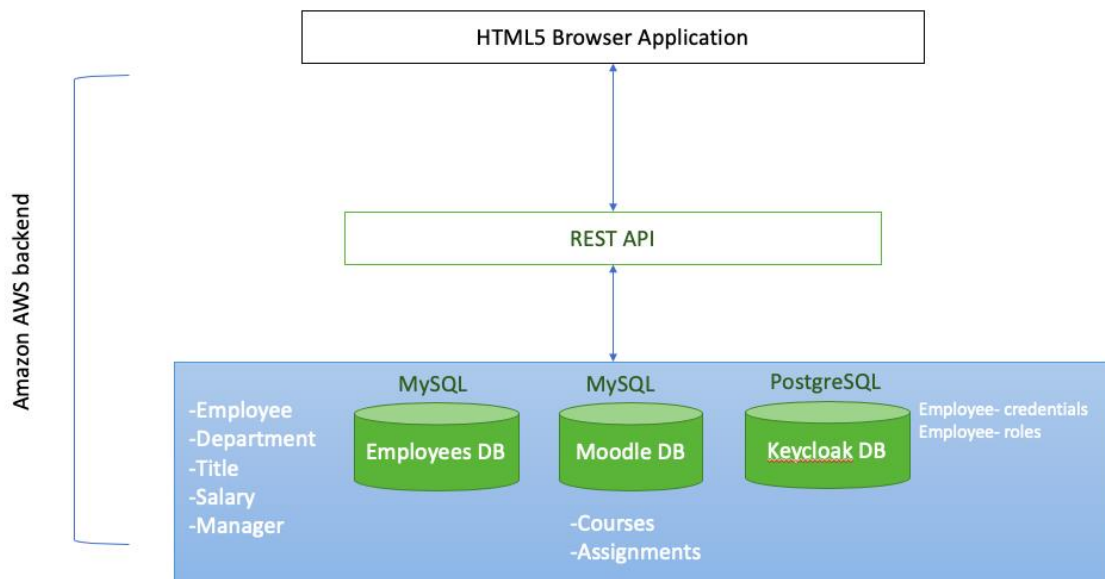 HTML5 Browser Application
Amazon AWS backend
REST API
MySQL
MySQL
PostgreSQL
-Employee
-Department
-Title
-Salary
-Manager
Employees DB
Moodle DB
Keycloak DB
Employee- credentials
Employee- roles
-Courses
-Assignments